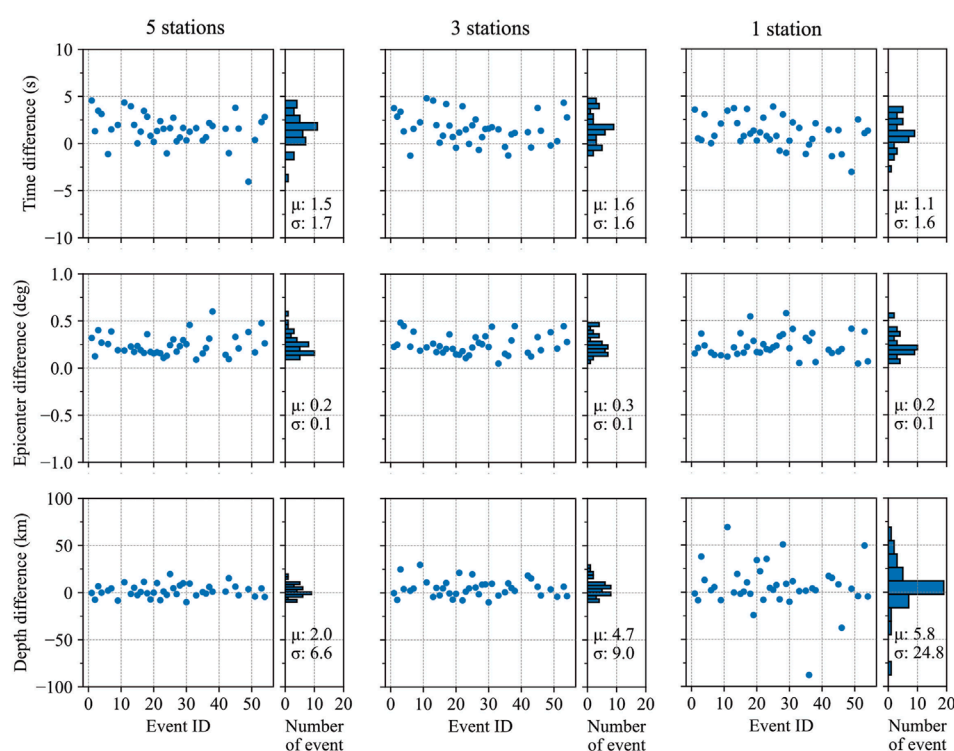 5 stations
3 stations
1 station
Time difference (s)
10
5
0
−5
−10
μ: 1.5
σ: 1.7
μ: 1.6
σ: 1.6
μ: 1.1
σ: 1.6
Epicenter difference (deg)
1.0
0.5
0.0
−0.5
−1.0
μ: 0.2
σ: 0.1
μ: 0.3
σ: 0.1
μ: 0.2
σ: 0.1
Depth difference (km)
100
50
0
−50
−100
μ: 2.0
σ: 6.6
μ: 4.7
σ: 9.0
μ: 5.8
σ: 24.8
0 10 20 30 40 50 0 10 20 0 10 20 30 40 50 0 10 20 0 10 20 30 40 50 0 10 20
Event ID Number Event ID Number Event ID Number
of event of event of event